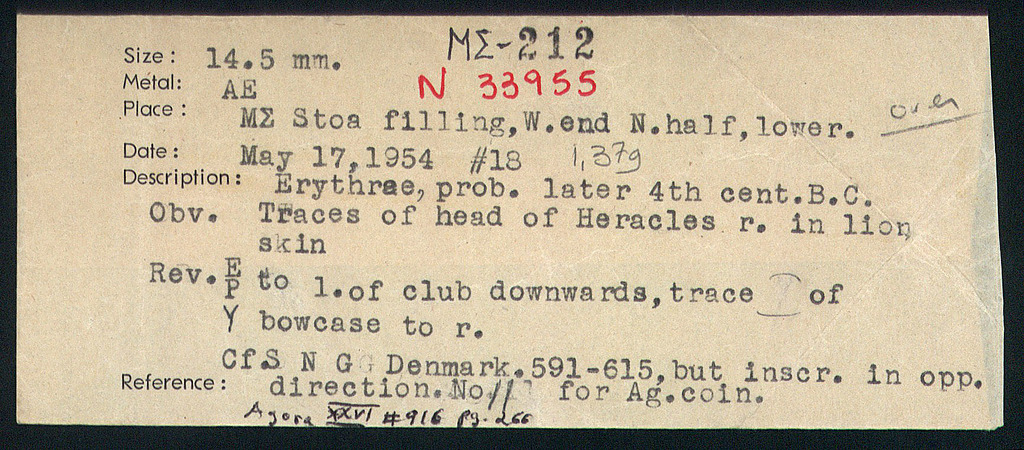 ΜΣ-212
Size: 14.5 mm.
N 33955
Metal: AE
Place: ΜΣ Stoa filling,W.end N.half,lower.
over
Date: May 17,1954 #18 1,37g
Description: Erythrae, prob. later 4th cent.B.C.
Obv. Traces of head of Heracles r. in lion
skin
Rev. Ε
Ρ to l.of club downwards,trace of
Υ bowcase to r.
Cf S N G Denmark.591-615,but inscr. in opp.
Reference: direction.No // for Ag.coin.
Agora XXVI #916 pg. 266